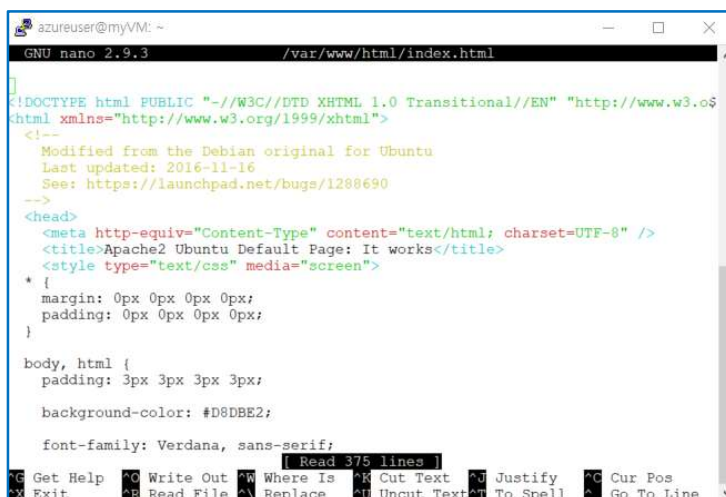 azureuser@myVM: ~
GNU nano 2.9.3 /var/www/html/index.html
<!DOCTYPE html PUBLIC "-//W3C//DTD XHTML 1.0 Transitional//EN" "http://www.w3.o$
<html xmlns="http://www.w3.org/1999/xhtml">
<!--
Modified from the Debian original for Ubuntu
Last updated: 2016-11-16
See: https://launchpad.net/bugs/1288690
-->
<head>
<meta http-equiv="Content-Type" content="text/html; charset=UTF-8" />
<title>Apache2 Ubuntu Default Page: It works</title>
<style type="text/css" media="screen">
* {
margin: 0px 0px 0px 0px;
padding: 0px 0px 0px 0px;
}
body, html {
padding: 3px 3px 3px 3px;
background-color: #D8DBE2;
font-family: Verdana, sans-serif;
[ Read 375 lines ]
^G Get Help ^O Write Out ^W Where Is ^K Cut Text ^J Justify ^C Cur Pos
^X Exit ^R Read File ^\ Replace ^U Uncut Text ^T To Spell ^_ Go To Line